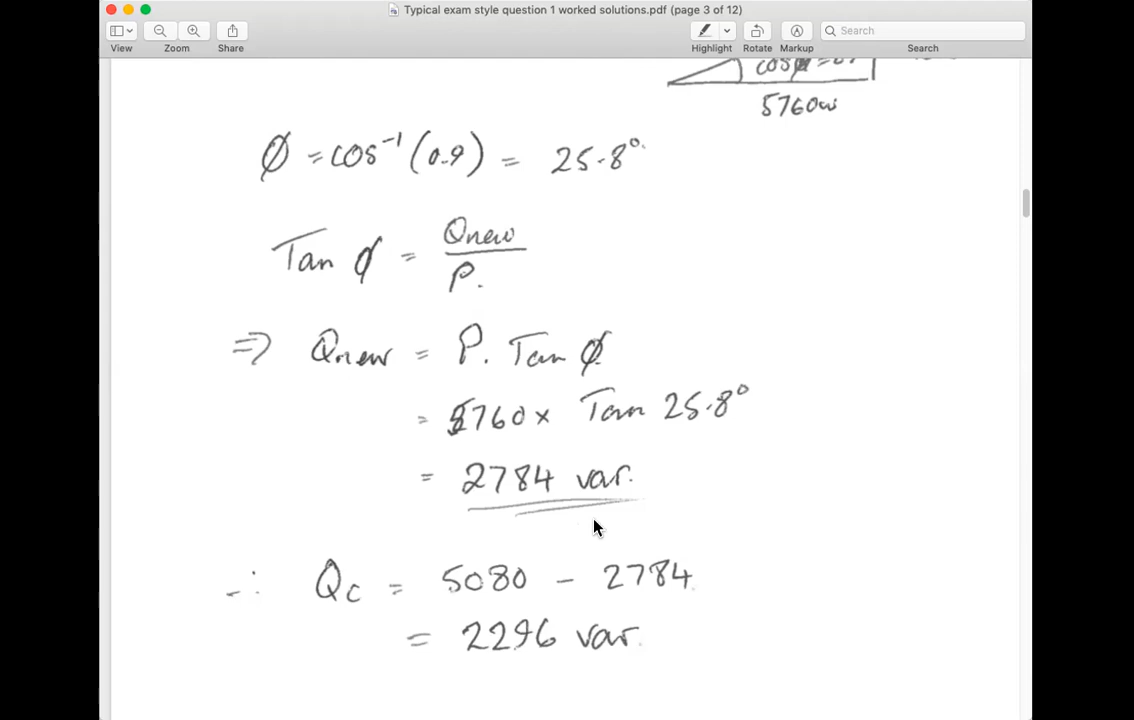 Typical exam style question 1 worked solutions.pdf (page 3 of 12)
View Zoom Share Highlight Rotate Markup Search
Search
5760w
Ø = cos⁻¹ (0.9) = 25.8°
Tan Ø = Qnew / P.
⇒ Qnew = P. Tan Ø
= 5760 × Tan 25.8°
= 2784 var.
∴ Qc = 5080 - 2784
= 2296 var.